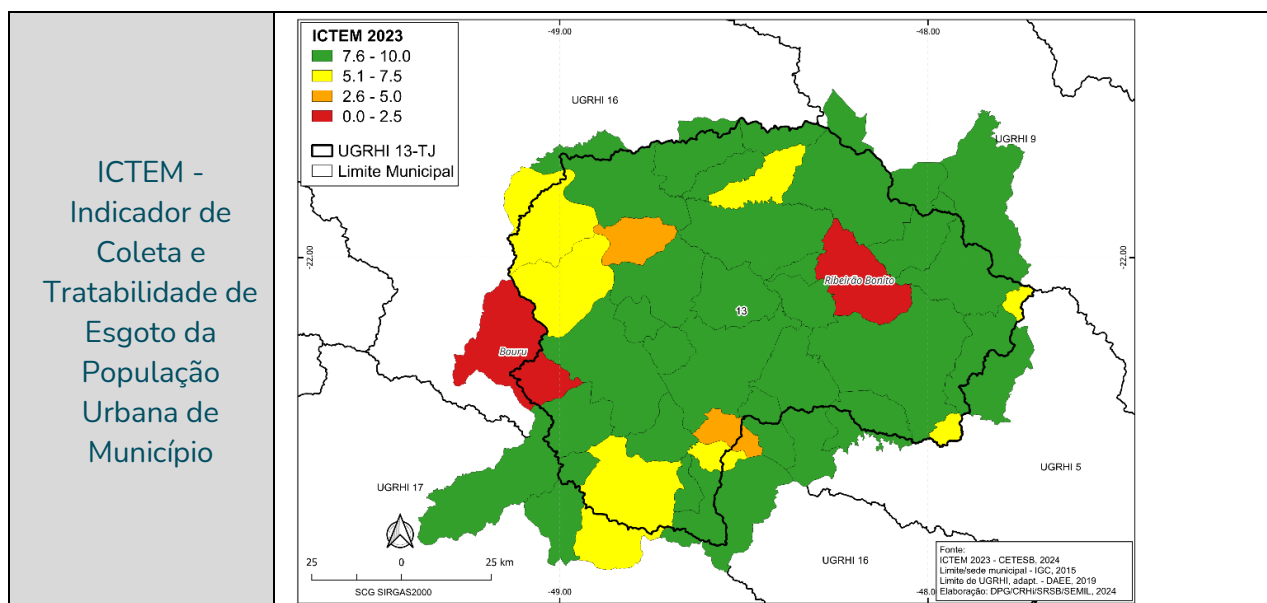 ICTEM -
Indicador de
Coleta e
Tratabilidade de
Esgoto da
População
Urbana de
Município
ICTEM 2023
7.6 - 10.0
5.1 - 7.5
2.6 - 5.0
0.0 - 2.5
UGRHI 13-TJ
Limite Municipal
-49.00
-48.00
UGRHI 16
UGRHI 9
-22.00
-22.00
Ribeirão Bonito
13
Bauru
UGRHI 5
UGRHI 17
UGRHI 16
25 0 25 km
SCG SIRGAS2000
-49.00
-48.00
Fonte:
ICTEM 2023 - CETESB, 2024
Limite/sede municipal - IGC, 2015
Limite de UGRHI, adapt. - DAEE, 2019
Elaboração: DPG/CRHi/SRSB/SEMIL, 2024